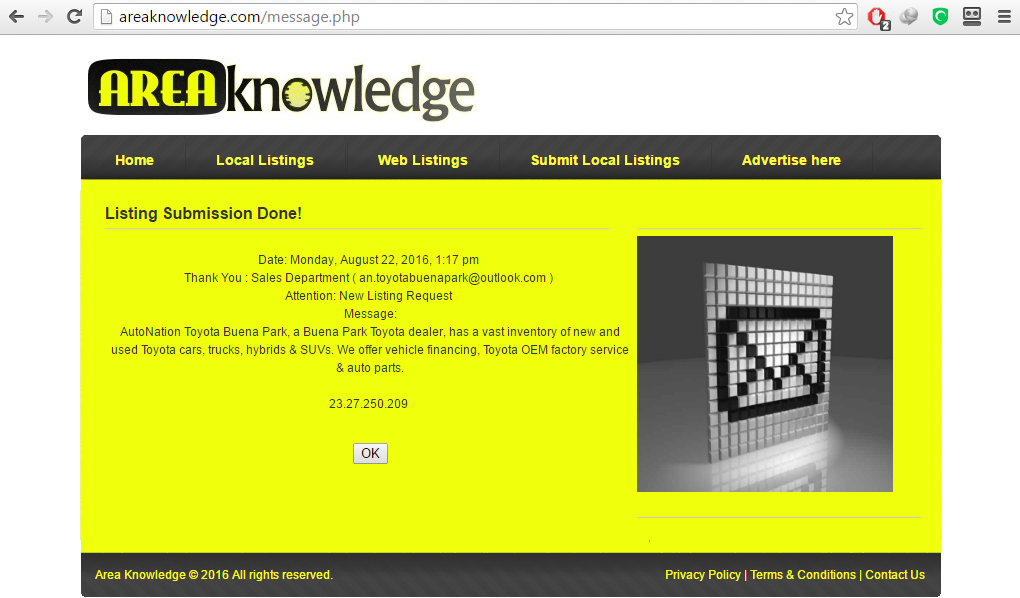 areaknowledge.com/message.php
2
AREAknowledge
Home
Local Listings
Web Listings
Submit Local Listings
Advertise here
Listing Submission Done!
Date: Monday, August 22, 2016, 1:17 pm
Thank You : Sales Department ( an.toyotabuenapark@outlook.com )
Attention: New Listing Request
Message:
AutoNation Toyota Buena Park, a Buena Park Toyota dealer, has a vast inventory of new and
used Toyota cars, trucks, hybrids & SUVs. We offer vehicle financing, Toyota OEM factory service
& auto parts.
23.27.250.209
OK
.
Area Knowledge © 2016 All rights reserved.
Privacy Policy | Terms & Conditions | Contact Us